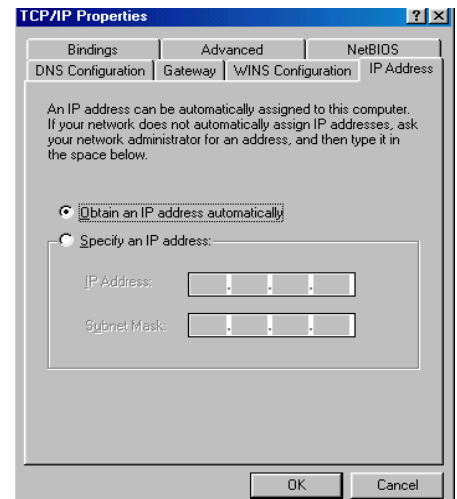 TCP/IP Properties
Bindings Advanced NetBIOS
DNS Configuration Gateway WINS Configuration IP Address
An IP address can be automatically assigned to this computer.
If your network does not automatically assign IP addresses, ask
your network administrator for an address, and then type it in
the space below.
Obtain an IP address automatically
Specify an IP address:
IP Address:
Subnet Mask:
OK Cancel